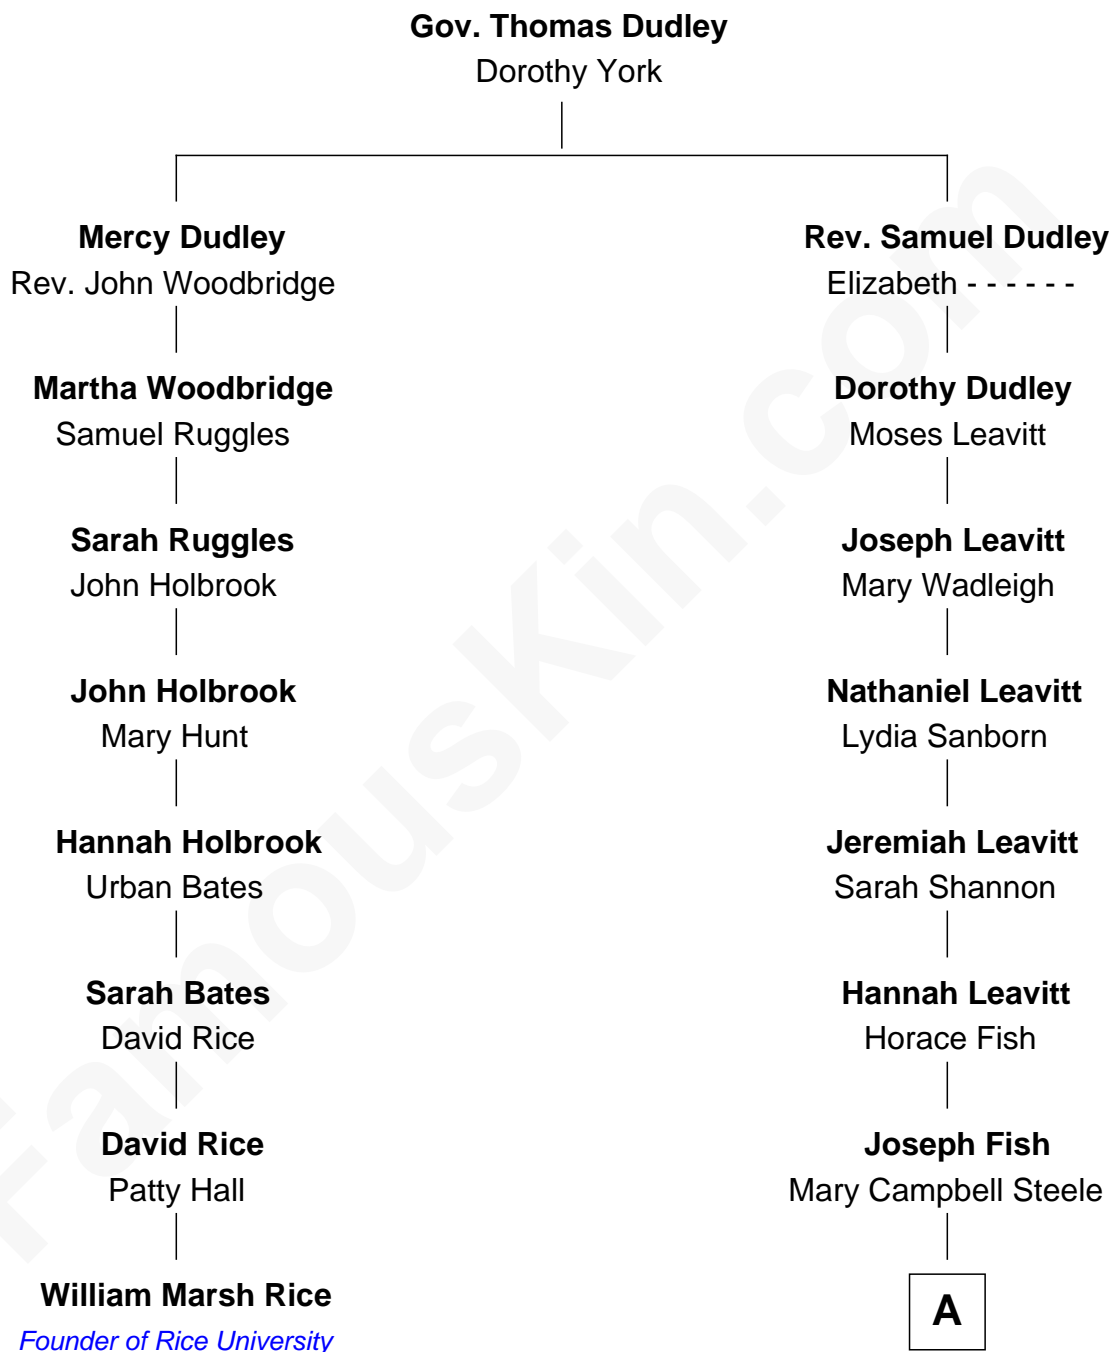 Gov. Thomas Dudley
Dorothy York
Mercy Dudley
Rev. John Woodbridge
Martha Woodbridge
Samuel Ruggles
Sarah Ruggles
John Holbrook
John Holbrook
Mary Hunt
Hannah Holbrook
Urban Bates
Sarah Bates
David Rice
David Rice
Patty Hall
William Marsh Rice
Founder of Rice University
Rev. Samuel Dudley
Elizabeth - - - - - -
Dorothy Dudley
Moses Leavitt
Joseph Leavitt
Mary Wadleigh
Nathaniel Leavitt
Lydia Sanborn
Jeremiah Leavitt
Sarah Shannon
Hannah Leavitt
Horace Fish
Joseph Fish
Mary Campbell Steele
A
FamousKin.com